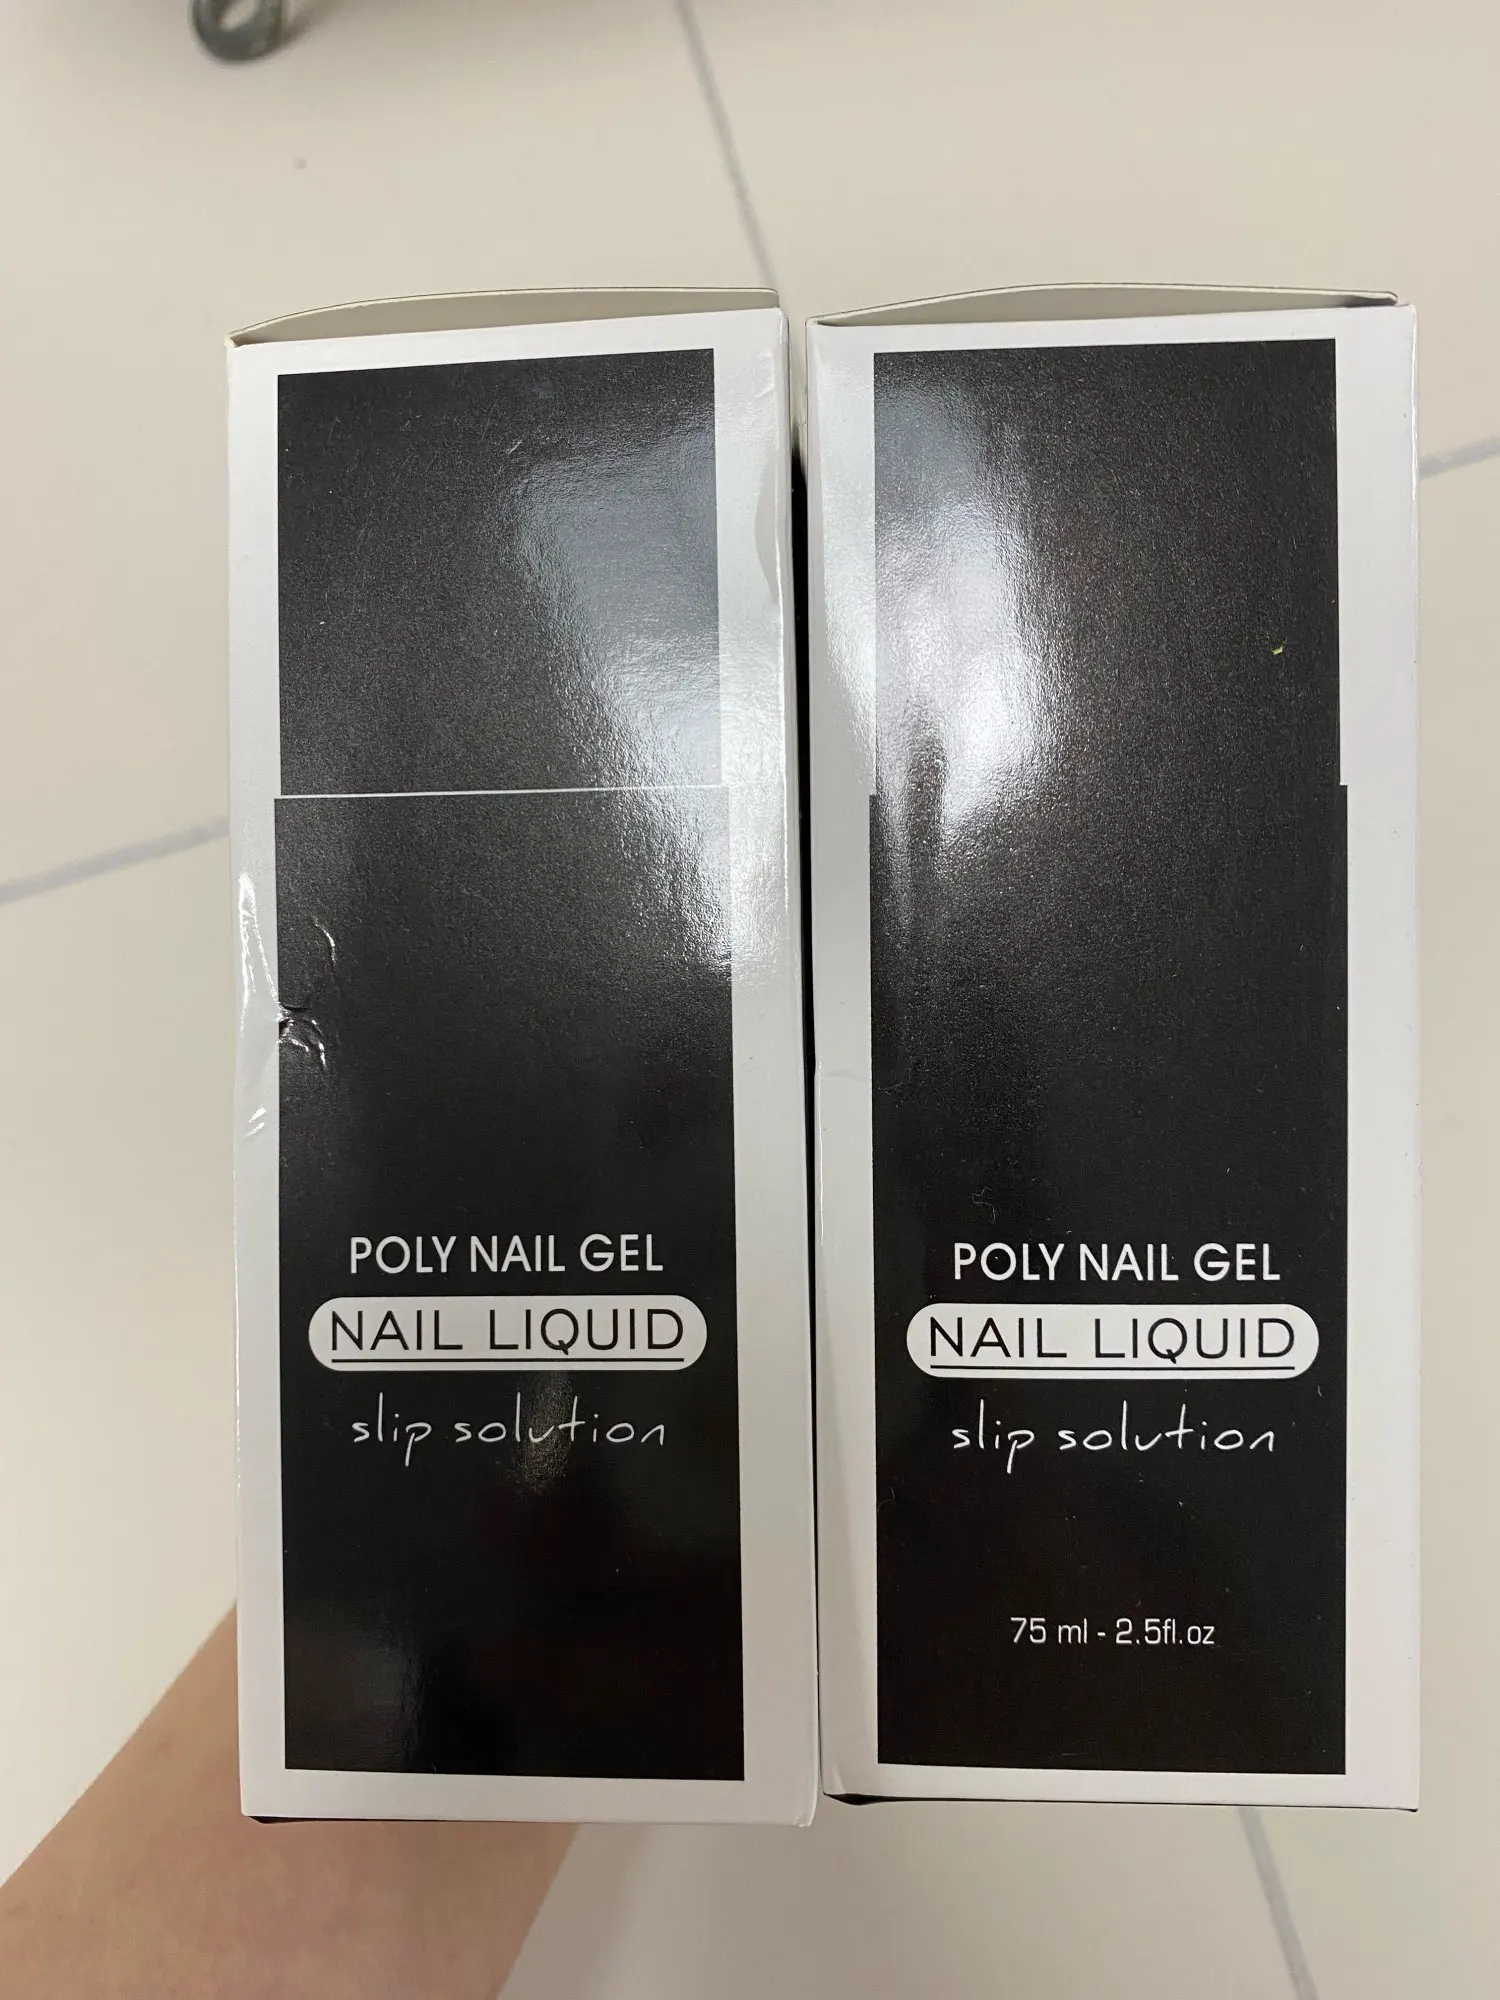 POLY NAIL GEL
NAIL LIQUID
slip solution
POLY NAIL GEL
NAIL LIQUID
slip solution
75 ml - 2.5fl.oz